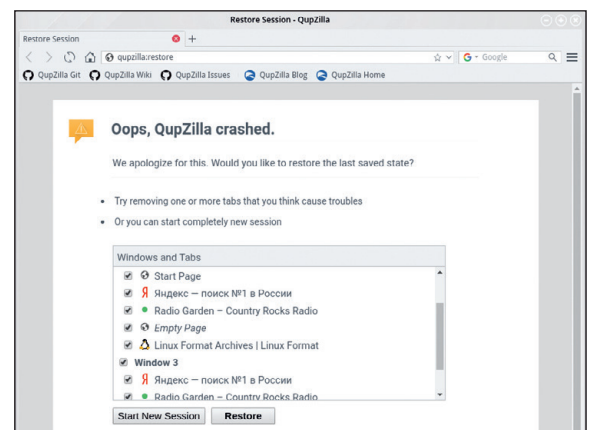 Restore Session - QupZilla
Restore Session
qupzilla:restore
Google
QupZilla Git QupZilla Wiki QupZilla Issues QupZilla Blog QupZilla Home
Oops, QupZilla crashed.
We apologize for this. Would you like to restore the last saved state?
• Try removing one or more tabs that you think cause troubles
• Or you can start completely new session
Windows and Tabs
Start Page
Яндекс — поиск №1 в России
Radio Garden – Country Rocks Radio
Empty Page
Linux Format Archives | Linux Format
Window 3
Яндекс — поиск №1 в России
Radio Garden – Country Rocks Radio
Start New Session Restore